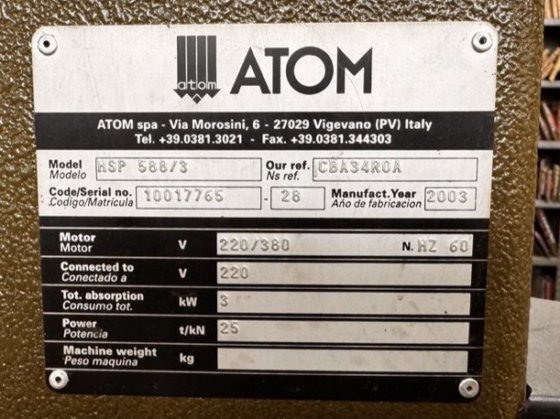 atom ATOM
ATOM spa - Via Morosini, 6 - 27029 Vigevano (PV) Italy
Tel. +39.0381.3021 - Fax. +39.0381.344303
Model HSP 588/3 Our ref. CBA34R0A
Modelo Ns ref.
Code/Serial no. 10017765 - 28 Manufact.Year 2003
Codigo/Matrícula Año de fabricacion
Motor V 220/380 N. HZ 60
Motor
Connected to V 220
Conectado a
Tot. absorption kW 3
Consumo tot.
Power t/kN 25
Potencia
Machine weight kg
Peso maquina